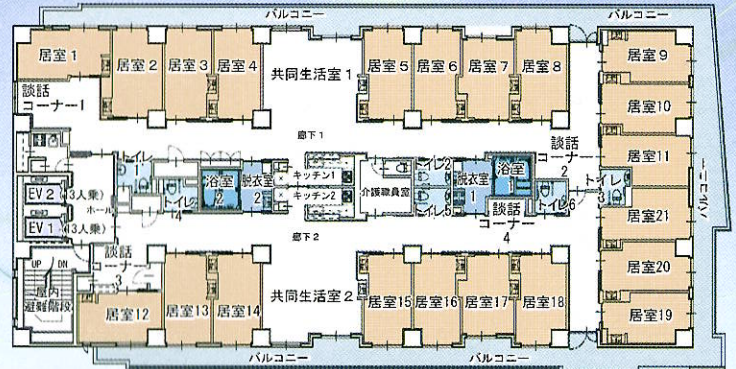 バルコニー
バルコニー
居室1
居室2
居室3
居室4
共同生活室1
居室5
居室6
居室7
居室8
居室9
談話
コーナー1
居室10
廊下1
談話
コーナー
2
居室11
トイレ
1
トイレ
4
浴室
2
脱衣室
2
キッチン1
キッチン2
介護職員室
トイレ2
トイレ5
脱衣室
1
浴室
1
トイレ6
トイレ
3
バルコニー
EV 2
(13人乗)
ホール
EV 1
(13人乗)
談話
コーナー
4
居室21
廊下2
UP
DN
屋内
避難階段
談話
コーナー
3
居室20
居室12
居室13
居室14
共同生活室2
居室15
居室16
居室17
居室18
居室19
バルコニー
バルコニー